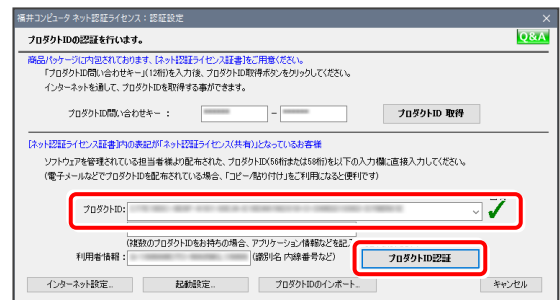 福井コンピュータ ネット認証ライセンス：認証設定
プロダクトIDの認証を行います。
Q&A
商品パッケージに内包されております、[ネット認証ライセンス証書]をご用意ください。
「プロダクトID問い合わせキー」(12桁)を入力後、プロダクトID取得ボタンをクリックしてください。
インターネットを通して、プロダクトIDを取得する事ができます。
プロダクトID問い合わせキー ：
－
プロダクトID 取得
[ネット認証ライセンス証書]内の表記が「ネット認証ライセンス(共有)」となっているお客様
ソフトウェアを管理されている担当者様より配布された、プロダクトID(56桁または58桁)を以下の入力欄に直接入力してください。
(電子メールなどでプロダクトIDを配布されている場合、「コピー/貼り付け」をご利用になると便利です)
プロダクトID:
(複数のプロダクトIDをお持ちの場合、アプリケーション情報などを記
利用者情報 ：
(識別名 内線番号など)
プロダクトID認証
インターネット設定...
起動設定...
プロダクトIDのインポート...
キャンセル